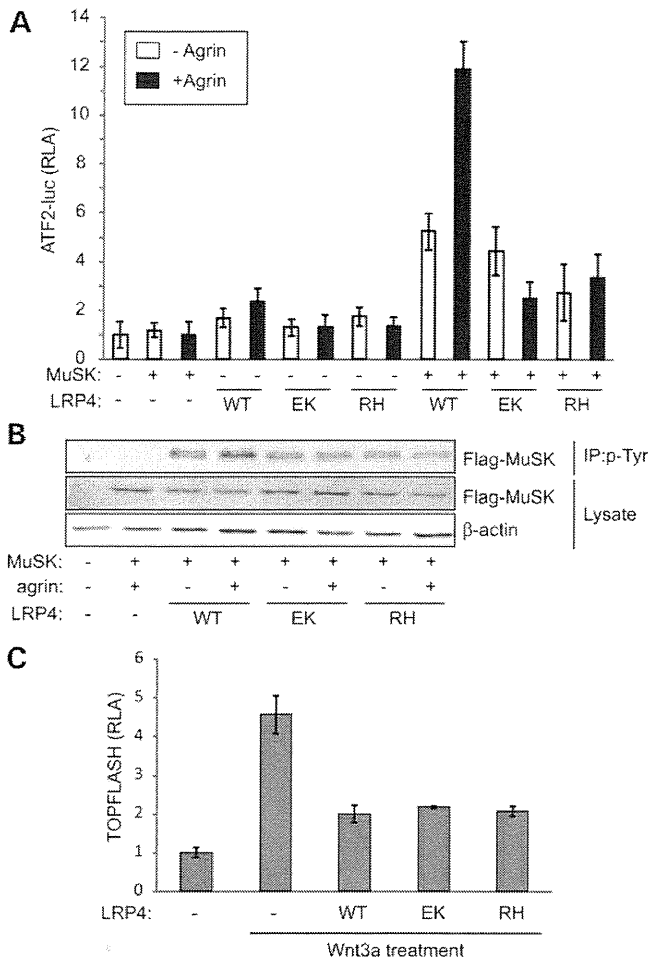 A
14
12
10
8
6
4
2
0
ATF2-luc (RLA)
- Agrin
+Agrin
MuSK: - + + - - - - - - + + + + + +
LRP4: - - - WT EK RH WT EK RH
B
Flag-MuSK IP:p-Tyr
Flag-MuSK
Lysate
β-actin
MuSK: - + + + + + + +
agrin: - + - + - + - +
LRP4: - - WT EK RH
C
6
5
4
3
2
1
0
TOPFLASH (RLA)
LRP4: - - WT EK RH
Wnt3a treatment